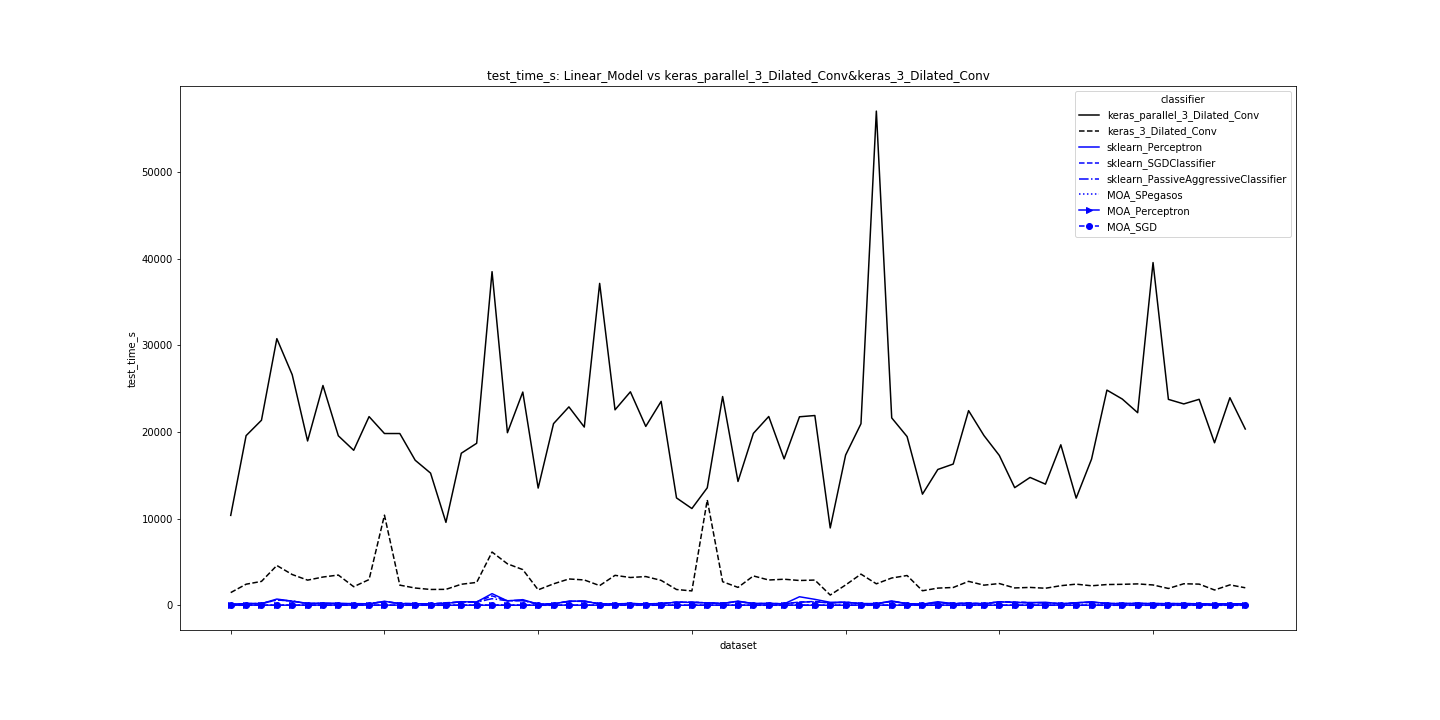 test_time_s: Linear_Model vs keras_parallel_3_Dilated_Conv&keras_3_Dilated_Conv
classifier
keras_parallel_3_Dilated_Conv
keras_3_Dilated_Conv
sklearn_Perceptron
sklearn_SGDClassifier
sklearn_PassiveAggressiveClassifier
MOA_SPegasos
MOA_Perceptron
MOA_SGD
50000
40000
30000
20000
10000
0
test_time_s
dataset